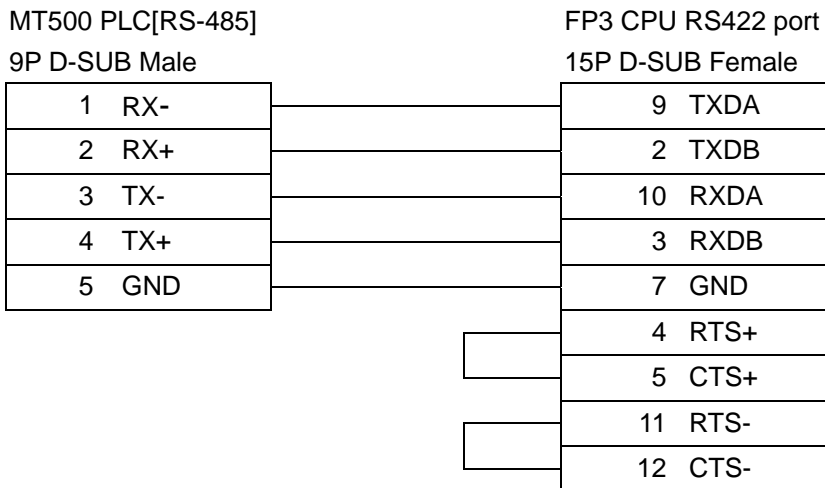 MT500 PLC[RS-485] FP3 CPU RS422 port
9P D-SUB Male 15P D-SUB Female
1 RX- 9 TXDA
2 RX+ 2 TXDB
3 TX- 10 RXDA
4 TX+ 3 RXDB
5 GND 7 GND
4 RTS+
5 CTS+
11 RTS-
12 CTS-